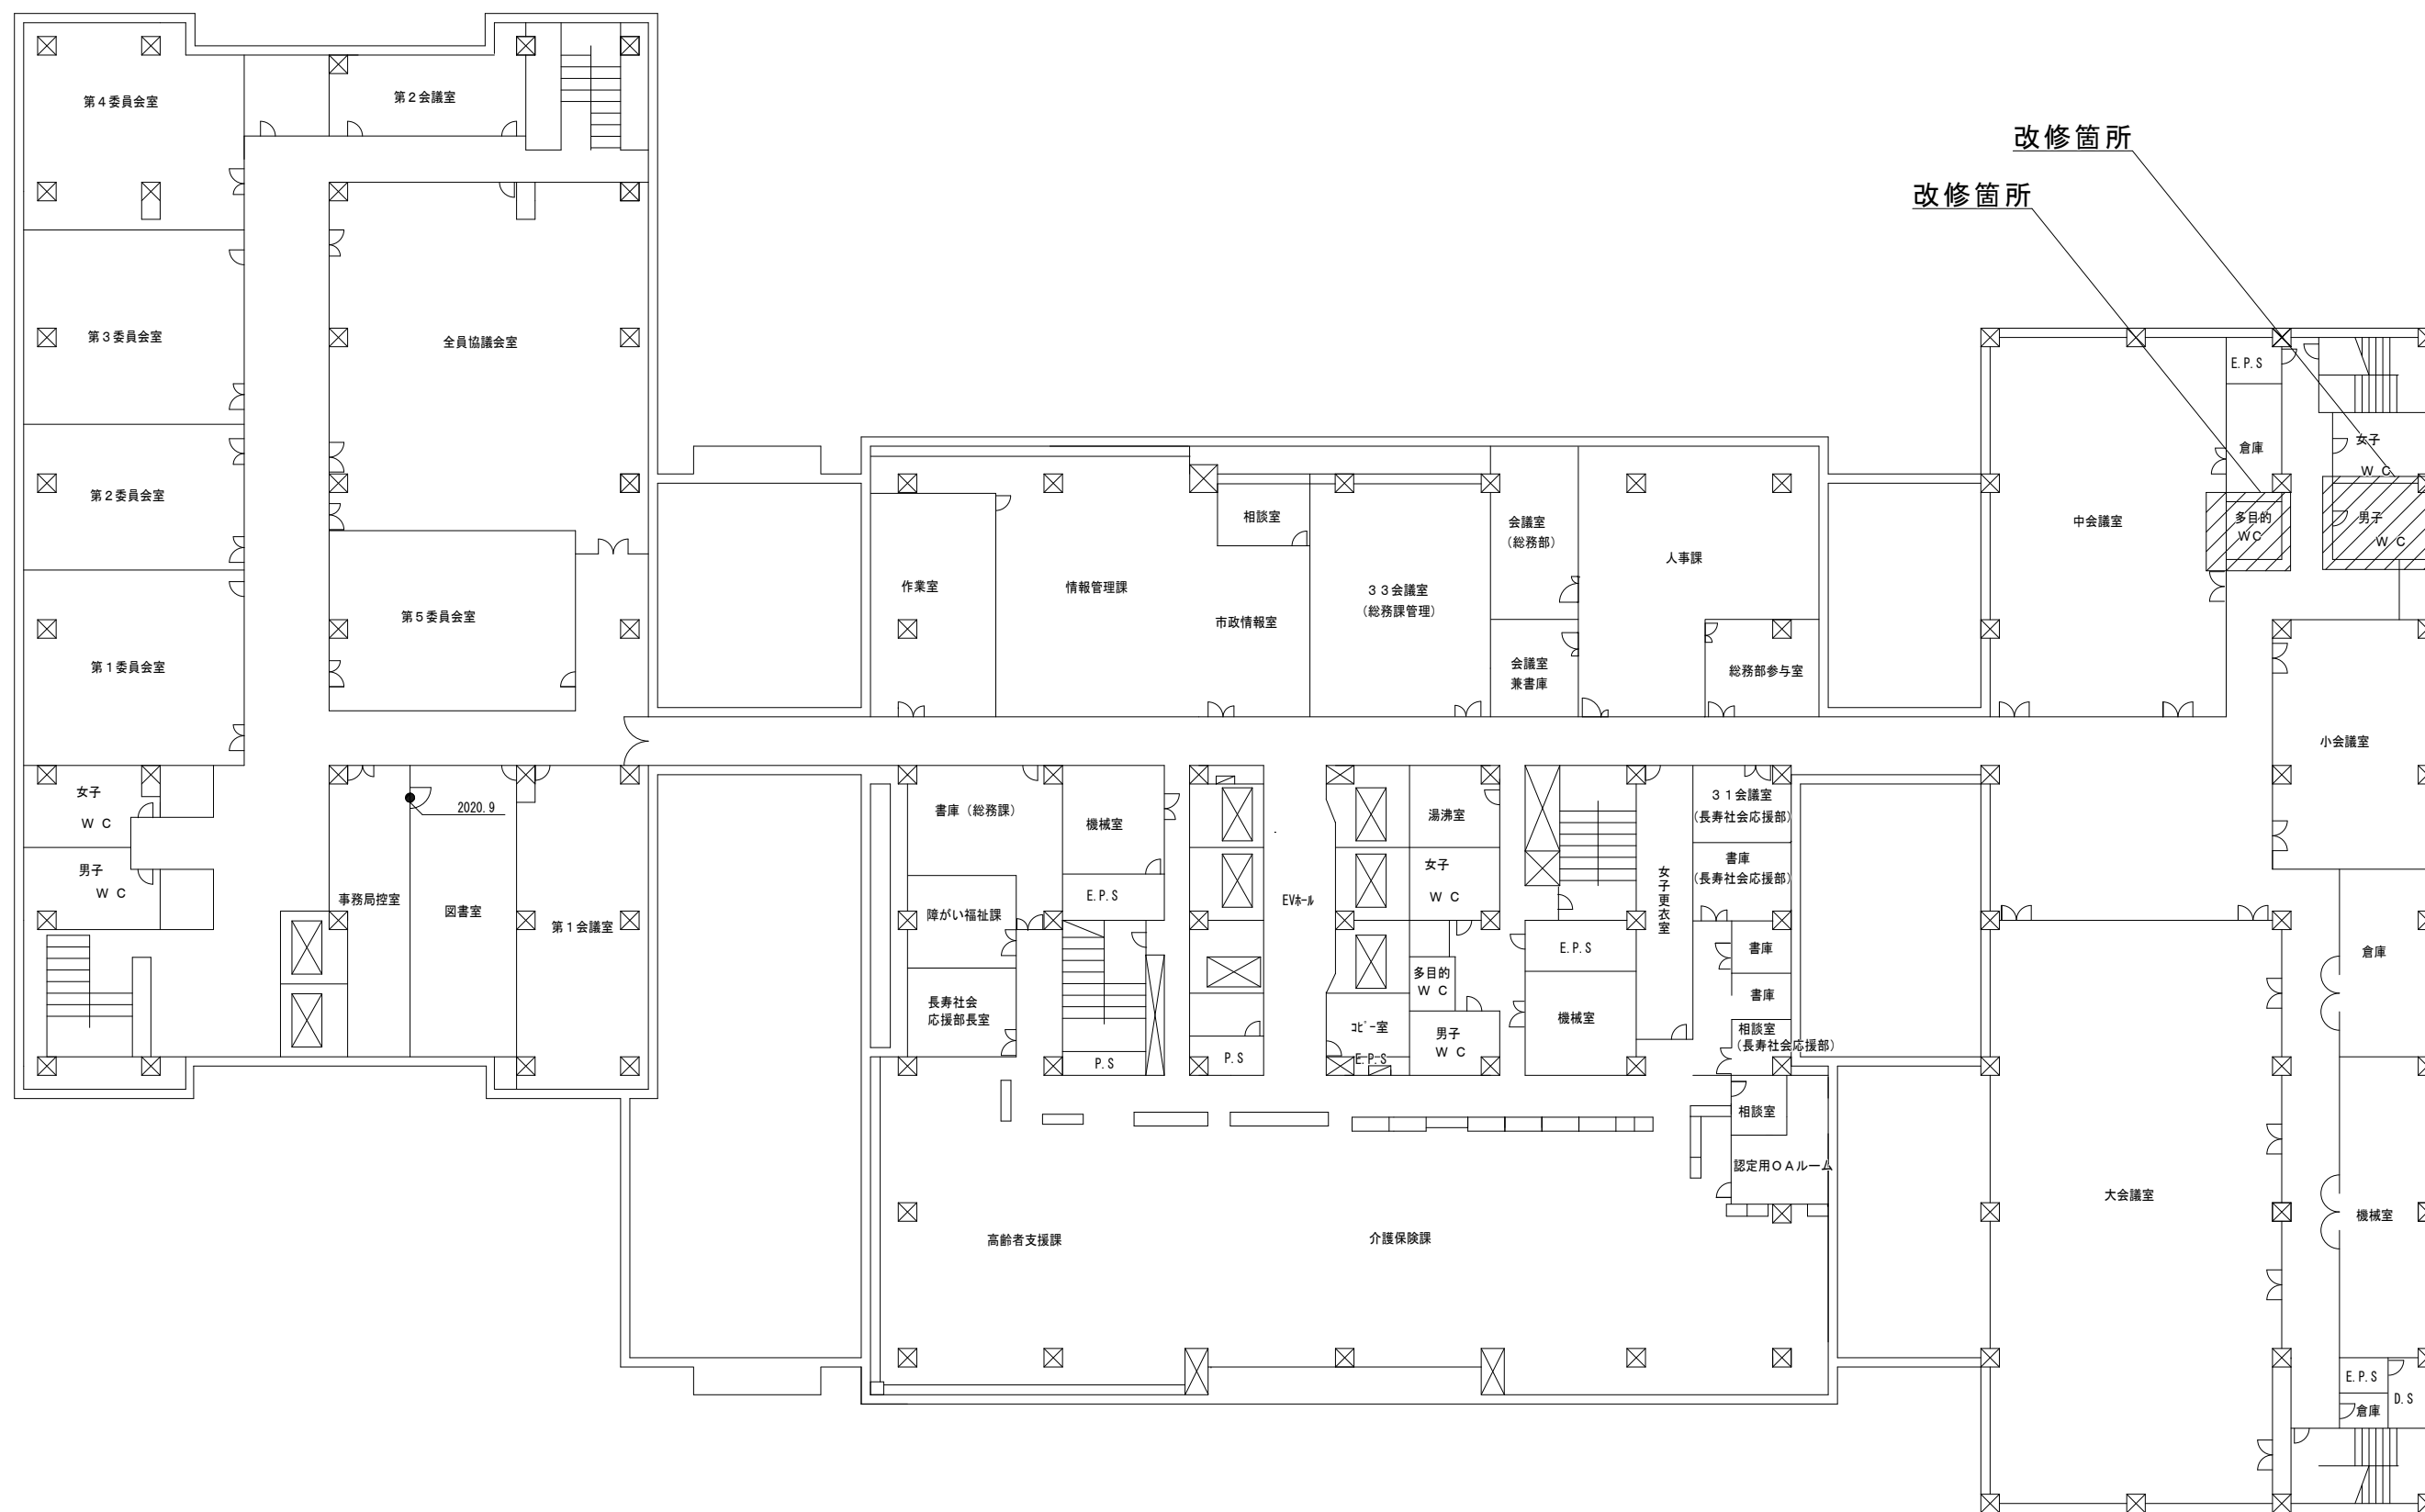 改修箇所
改修箇所
第4委員会室
第2会議室
第3委員会室
全員協議会室
第2委員会室
第5委員会室
第1委員会室
女子
W C
男子
W C
事務局控室
2020.9
図書室
第1会議室
作業室
情報管理課
相談室
市政情報室
33会議室
(総務課管理)
会議室
(総務部)
会議室
兼書庫
人事課
総務部参与室
書庫(総務課)
機械室
E.P.S
障がい福祉課
長寿社会
応援部長室
P.S
P.S
EVホール
湯沸室
女子
W C
多目的
W C
男子
W C
コピー室
E.P.S
E.P.S
機械室
女子更衣室
31会議室
(長寿社会応援部)
書庫
(長寿社会応援部)
書庫
書庫
相談室
(長寿社会応援部)
相談室
認定用OAルーム
高齢者支援課
介護保険課
中会議室
E.P.S
倉庫
多目的
WC
女子
W C
男子
W C
小会議室
倉庫
大会議室
機械室
E.P.S
D.S
倉庫